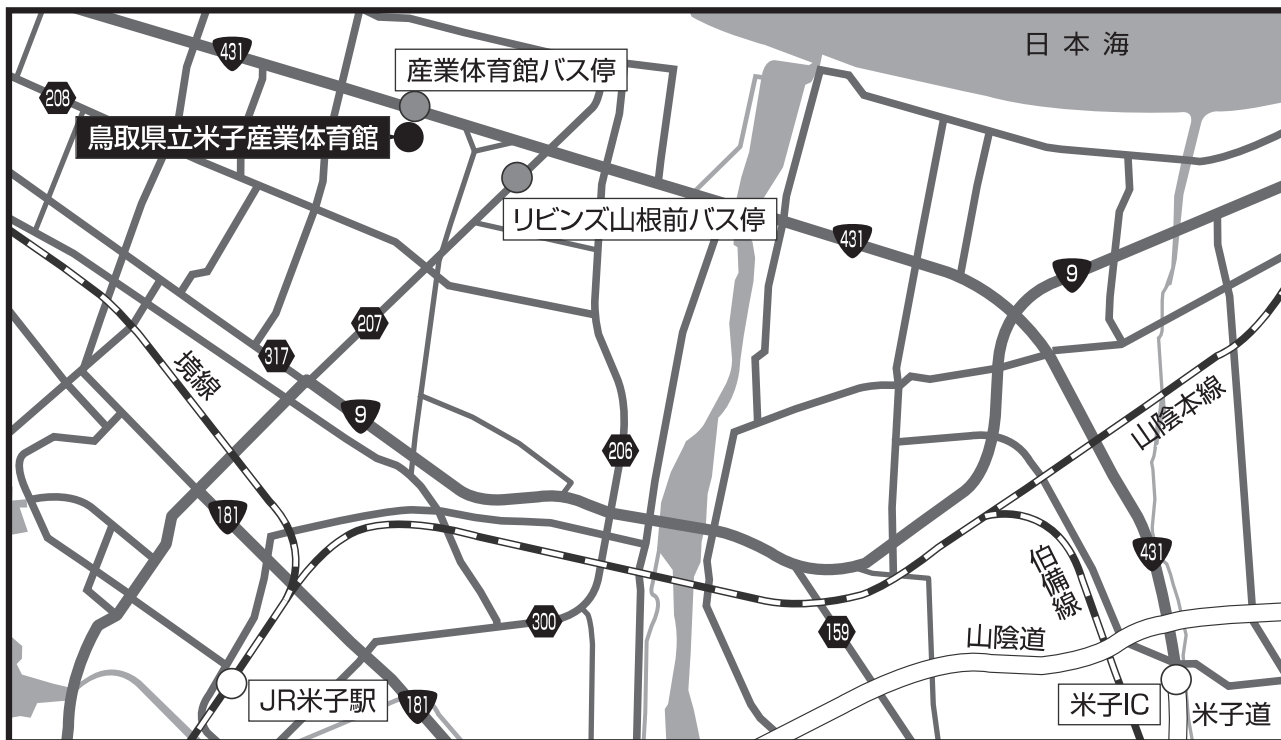 日本海
431
産業体育館バス停
208
鳥取県立米子産業体育館
リビンズ山根前バス停
431
9
207
317
境線
9
山陰本線
206
181
431
伯備線
300
159
山陰道
JR米子駅
181
米子IC
米子道